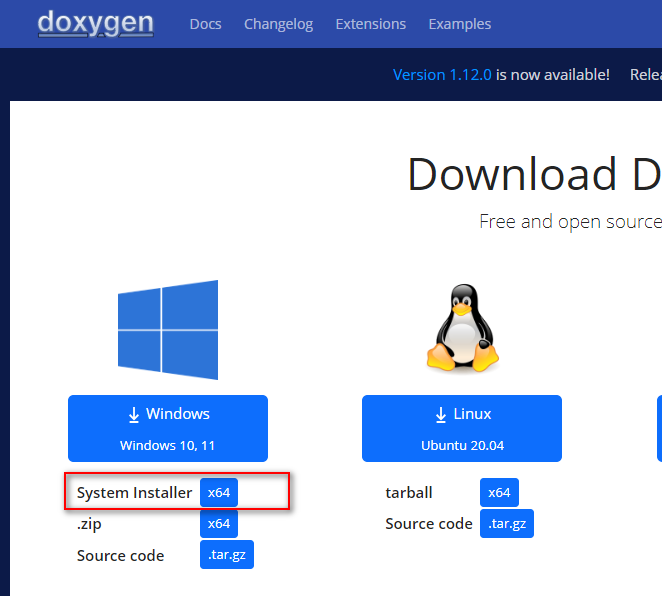 doxygen Docs Changelog Extensions Examples
Version 1.12.0 is now available!
Download
Free and open source
Windows
Windows 10, 11
System Installer x64
.zip x64
Source code .tar.gz
Linux
Ubuntu 20.04
tarball x64
Source code .tar.gz